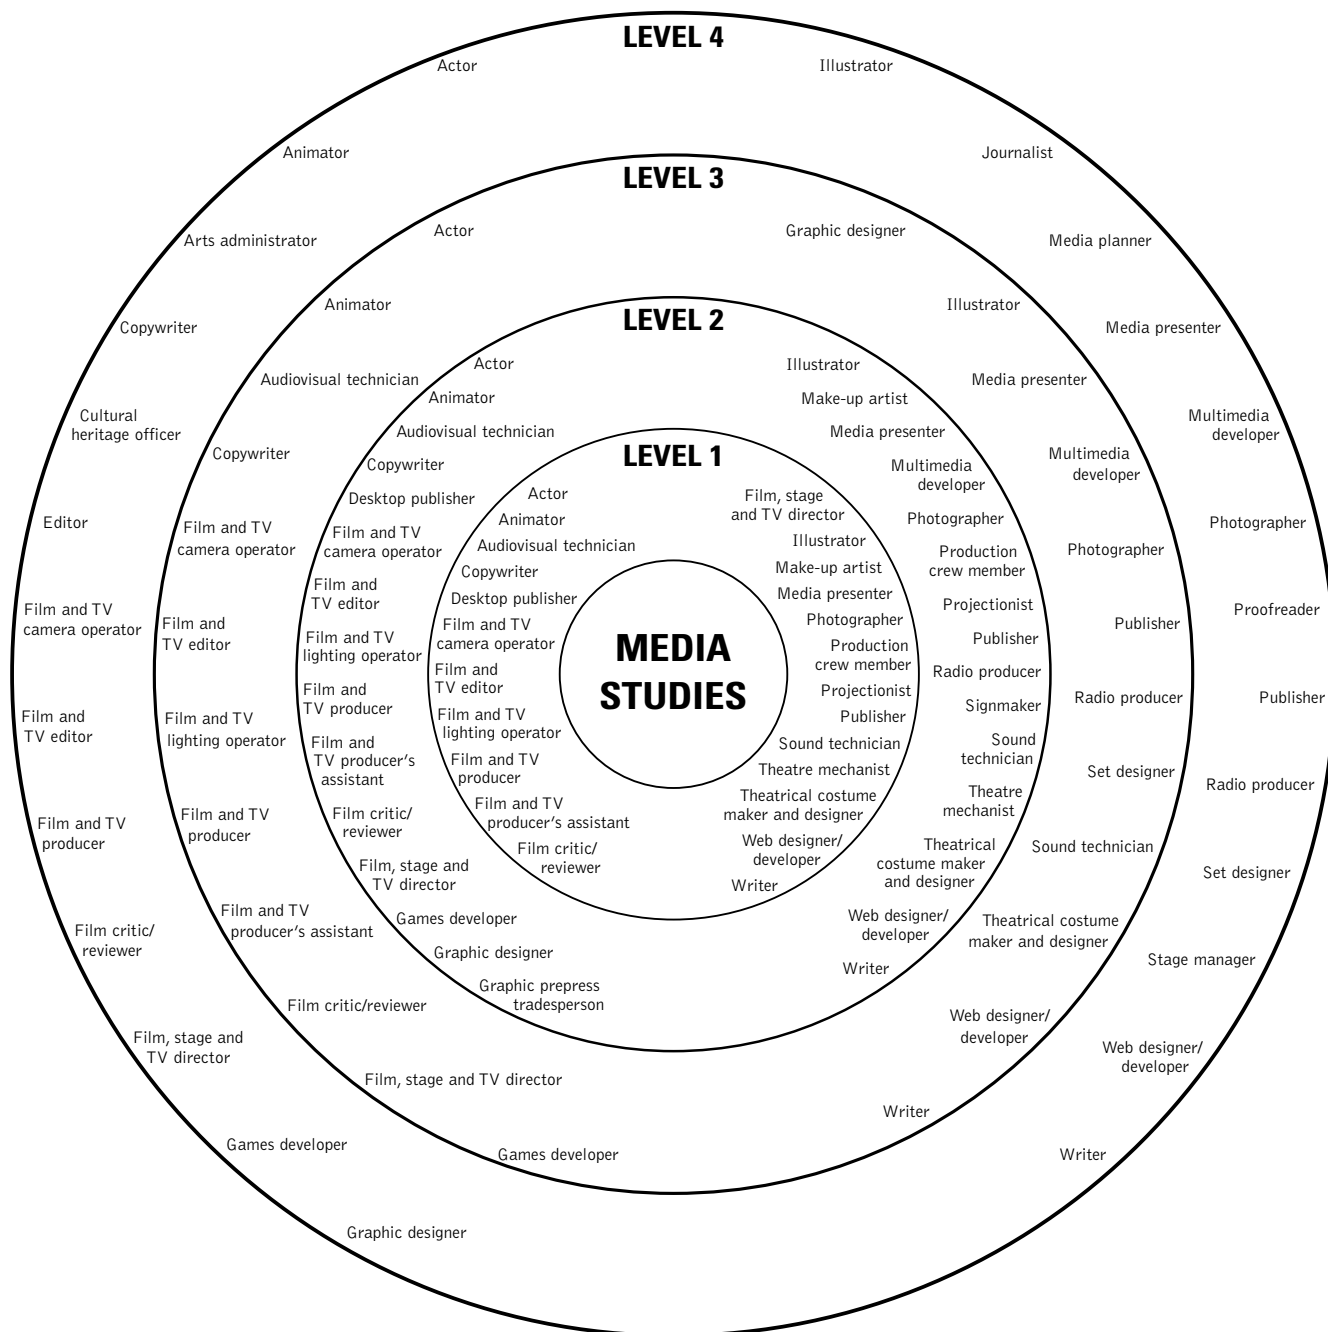 LEVEL 4
Actor
Animator
Arts administrator
Copywriter
Cultural
heritage officer
Editor
Film and TV
camera operator
Film and
TV editor
Film and TV
producer
Film critic/
reviewer
Film, stage and
TV director
Games developer
Graphic designer
Illustrator
Journalist
Media planner
Media presenter
Multimedia
developer
Photographer
Proofreader
Publisher
Radio producer
Set designer
Stage manager
Web designer/
developer
Writer
LEVEL 3
Actor
Animator
Audiovisual technician
Copywriter
Film and TV
camera operator
Film and
TV editor
Film and TV
lighting operator
Film and TV
producer
Film and TV
producer's assistant
Film critic/reviewer
Film, stage and TV director
Games developer
Graphic designer
Illustrator
Media presenter
Multimedia
developer
Photographer
Publisher
Radio producer
Set designer
Sound technician
Theatrical costume
maker and designer
Web designer/
developer
Writer
LEVEL 2
Actor
Animator
Audiovisual technician
Copywriter
Desktop publisher
Film and TV
camera operator
Film and
TV editor
Film and TV
lighting operator
Film and
TV producer
Film and
TV producer's
assistant
Film critic/
reviewer
Film, stage and
TV director
Games developer
Graphic designer
Graphic prepress
tradesperson
Illustrator
Make-up artist
Media presenter
Multimedia
developer
Photographer
Production
crew member
Projectionist
Publisher
Radio producer
Signmaker
Sound
technician
Theatre
mechanist
Theatrical
costume maker
and designer
Web designer/
developer
Writer
LEVEL 1
Actor
Animator
Audiovisual technician
Copywriter
Desktop publisher
Film and TV
camera operator
Film and
TV editor
Film and TV
lighting operator
Film and TV
producer
Film and TV
producer's assistant
Film critic/
reviewer
Film, stage
and TV director
Illustrator
Make-up artist
Media presenter
Photographer
Production
crew member
Projectionist
Publisher
Sound technician
Theatre mechanist
Theatrical costume
maker and designer
Web designer/
developer
Writer
MEDIA
STUDIES